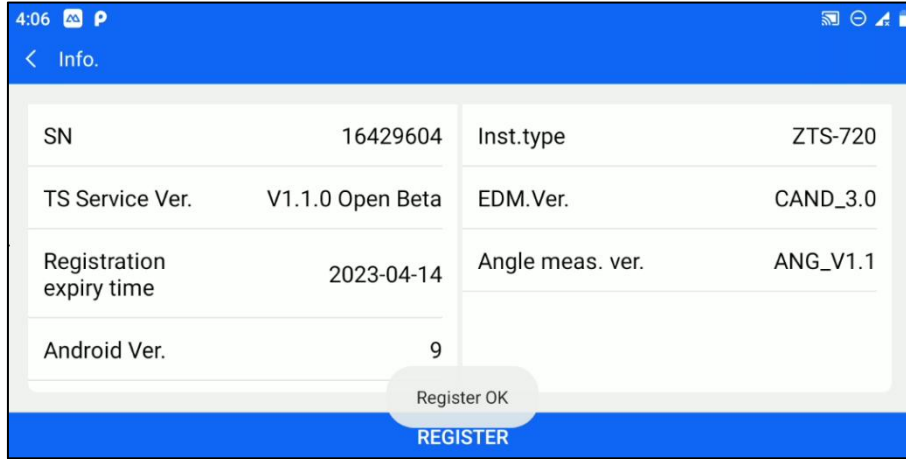 4:06
Info.
SN 16429604
TS Service Ver. V1.1.0 Open Beta
Registration
expiry time 2023-04-14
Android Ver. 9
Inst.type ZTS-720
EDM.Ver. CAND_3.0
Angle meas. ver. ANG_V1.1
Register OK
REGISTER